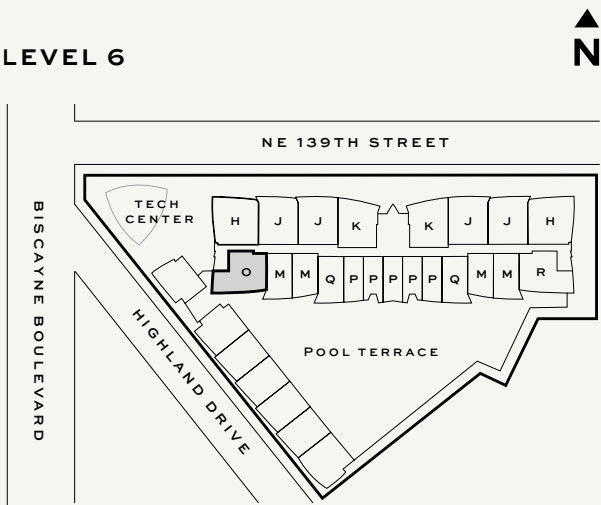 LEVEL 6
N
NE 139TH STREET
BISCAYNE BOULEVARD
TECH
CENTER
H J J K K J J H
O M M Q P P P P P Q M M R
HIGHLAND DRIVE
POOL TERRACE